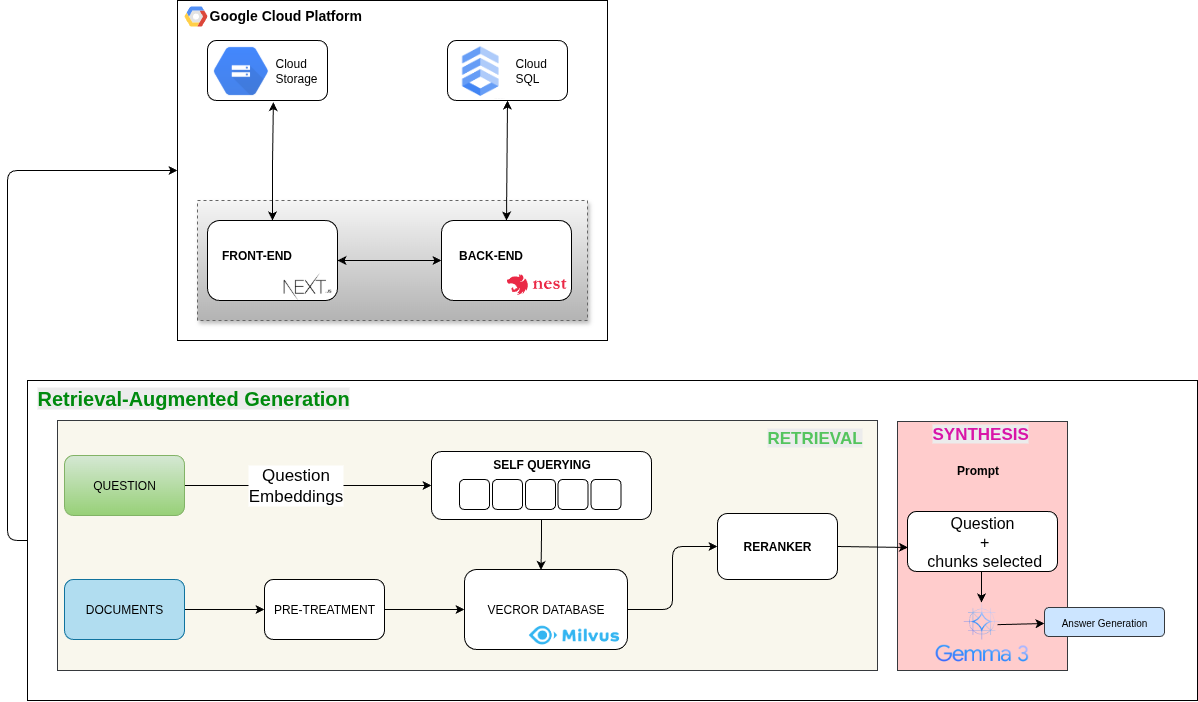 Google Cloud Platform
Cloud
Storage
Cloud
SQL
FRONT-END
NEXT.js
BACK-END
nest
Retrieval-Augmented Generation
RETRIEVAL
QUESTION
Question
Embeddings
SELF QUERYING
DOCUMENTS
PRE-TREATMENT
VECROR DATABASE
Milvus
RERANKER
SYNTHESIS
Prompt
Question
+
chunks selected
Gemma 3
Answer Generation